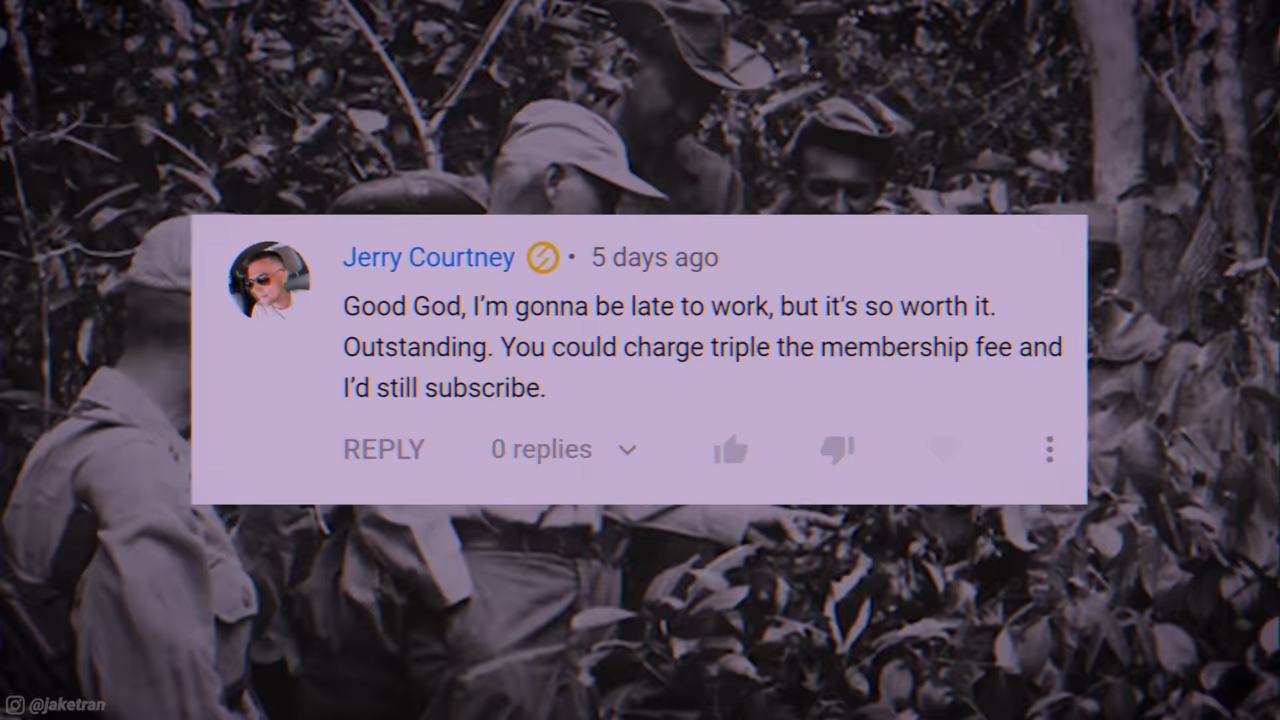 Jerry Courtney • 5 days ago
Good God, I’m gonna be late to work, but it’s so worth it.
Outstanding. You could charge triple the membership fee and
I’d still subscribe.
REPLY 0 replies
@jaketran